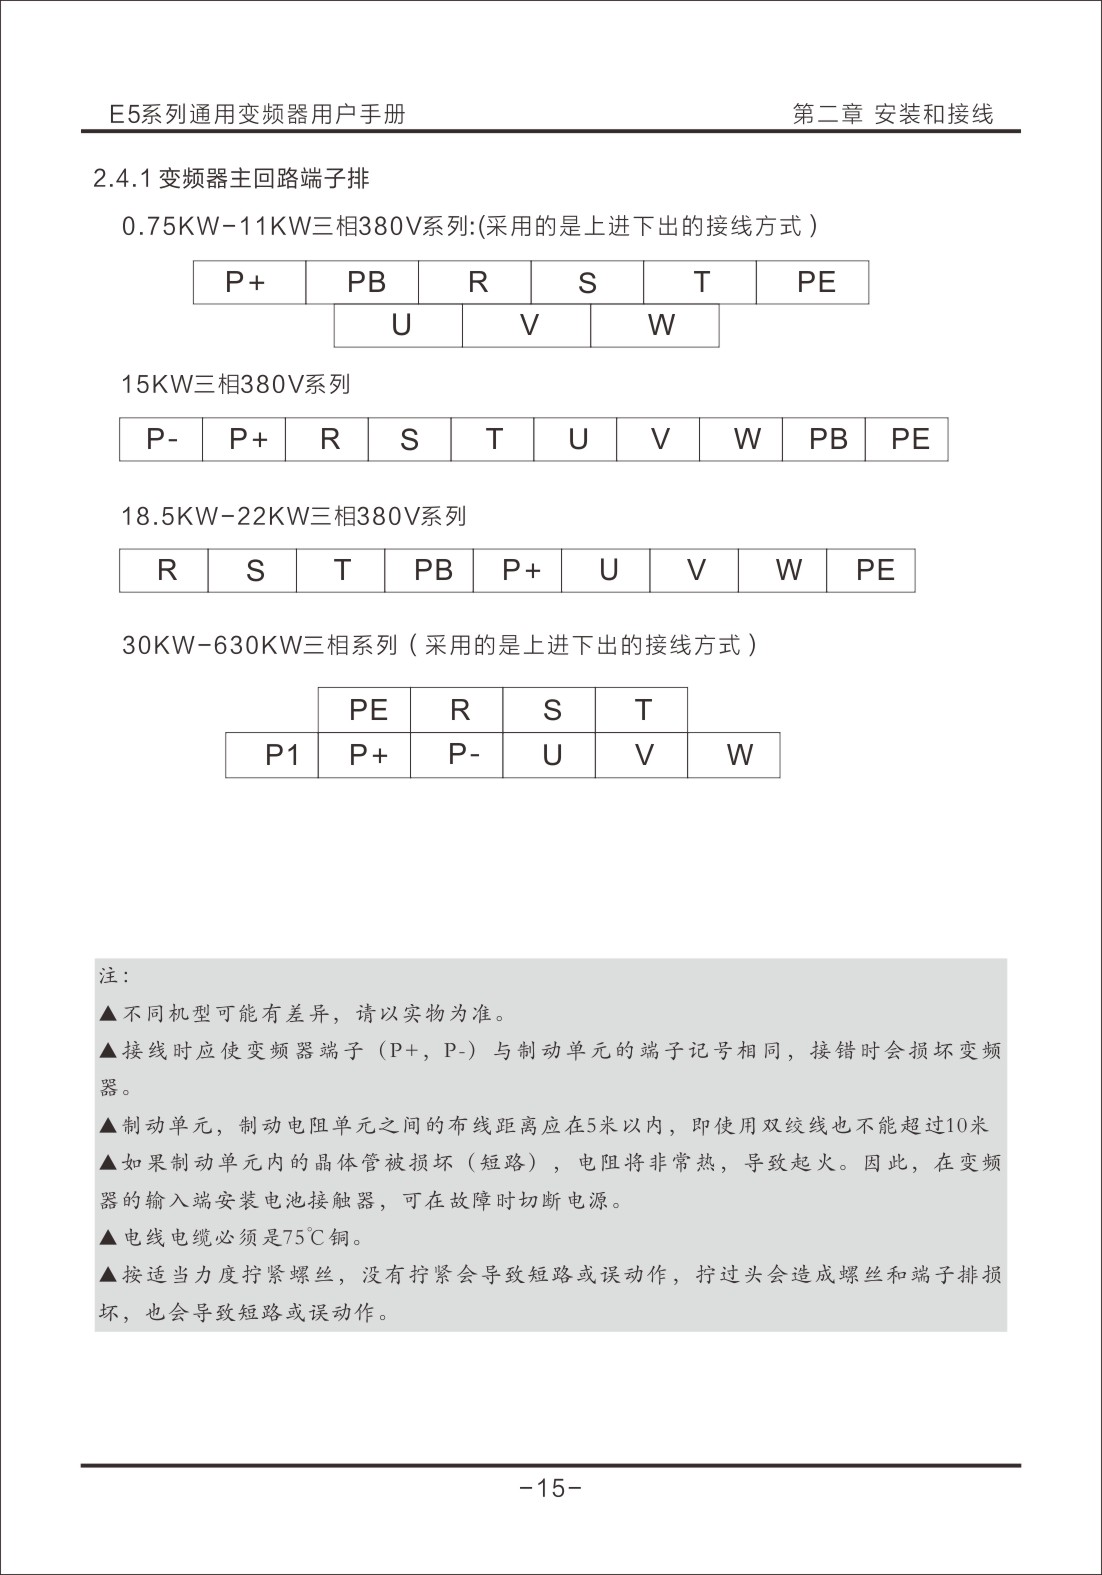 E5系列通用变频器用户手册 第二章 安装和接线
2.4.1 变频器主回路端子排
0.75KW-11KW三相380V系列:(采用的是上进下出的接线方式)
P+ PB R S T PE
U V W
15KW三相380V系列
P- P+ R S T U V W PB PE
18.5KW-22KW三相380V系列
R S T PB P+ U V W PE
30KW-630KW三相系列(采用的是上进下出的接线方式)
PE R S T
P1 P+ P- U V W
注:
▲不同机型可能有差异，请以实物为准。
▲接线时应使变频器端子（P+，P-）与制动单元的端子记号相同，接错时会损坏变频
器。
▲制动单元，制动电阻单元之间的布线距离应在5米以内，即使用双绞线也不能超过10米
▲如果制动单元内的晶体管被损坏（短路），电阻将非常热，导致起火。因此，在变频
器的输入端安装电池接触器，可在故障时切断电源。
▲电线电缆必须是75℃铜。
▲按适当力度拧紧螺丝，没有拧紧会导致短路或误动作，拧过头会造成螺丝和端子排损
坏，也会导致短路或误动作。
-15-